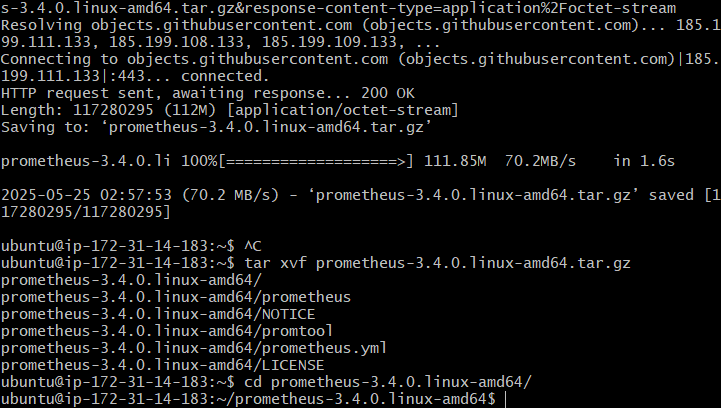 s-3.4.0.linux-amd64.tar.gz&response-content-type=application%2Foctet-stream
Resolving objects.githubusercontent.com (objects.githubusercontent.com)... 185.1
99.111.133, 185.199.108.133, 185.199.109.133, ...
Connecting to objects.githubusercontent.com (objects.githubusercontent.com)|185.
199.111.133|:443... connected.
HTTP request sent, awaiting response... 200 OK
Length: 117280295 (112M) [application/octet-stream]
Saving to: ‘prometheus-3.4.0.linux-amd64.tar.gz’

prometheus-3.4.0.li 100%[===================>] 111.85M  70.2MB/s    in 1.6s

2025-05-25 02:57:53 (70.2 MB/s) - ‘prometheus-3.4.0.linux-amd64.tar.gz’ saved [1
17280295/117280295]

ubuntu@ip-172-31-14-183:~$ ^C
ubuntu@ip-172-31-14-183:~$ tar xvf prometheus-3.4.0.linux-amd64.tar.gz
prometheus-3.4.0.linux-amd64/
prometheus-3.4.0.linux-amd64/prometheus
prometheus-3.4.0.linux-amd64/NOTICE
prometheus-3.4.0.linux-amd64/promtool
prometheus-3.4.0.linux-amd64/prometheus.yml
prometheus-3.4.0.linux-amd64/LICENSE
ubuntu@ip-172-31-14-183:~$ cd prometheus-3.4.0.linux-amd64/
ubuntu@ip-172-31-14-183:~/prometheus-3.4.0.linux-amd64$